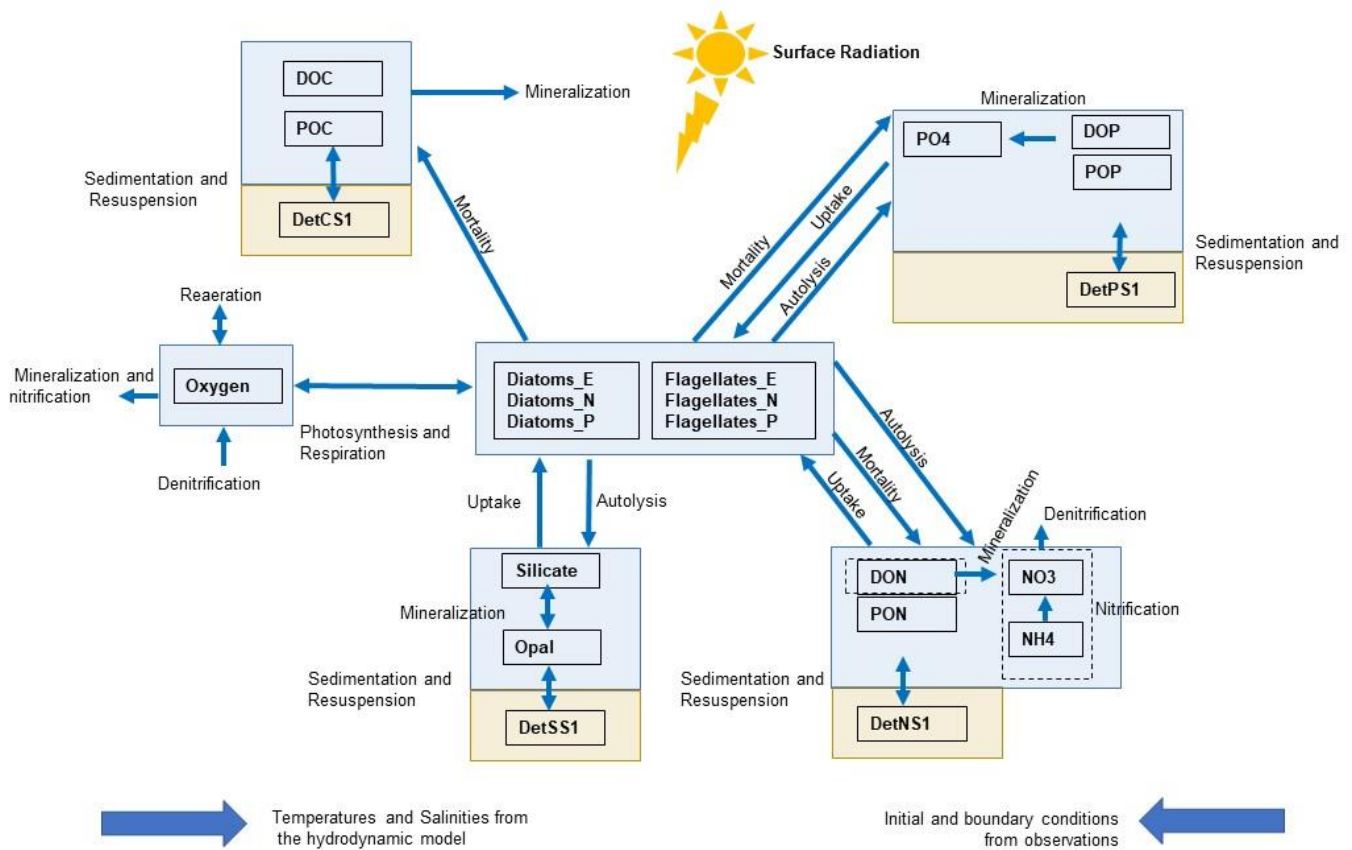 Surface Radiation
DOC
POC
Mineralization
Sedimentation and
Resuspension
DetCS1
Mortality
Mineralization
PO4
DOP
POP
Mortality
Uptake
Autolysis
Sedimentation and
Resuspension
DetPS1
Reaeration
Oxygen
Mineralization and
nitrification
Denitrification
Photosynthesis and
Respiration
Diatoms_E
Diatoms_N
Diatoms_P
Flagellates_E
Flagellates_N
Flagellates_P
Uptake
Autolysis
Silicate
Mineralization
Opal
Sedimentation and
Resuspension
DetSS1
Uptake
Mortality
Autolysis
Mineralization
Denitrification
DON
PON
NO3
Nitrification
NH4
Sedimentation and
Resuspension
DetNS1
Temperatures and Salinities from
the hydrodynamic model
Initial and boundary conditions
from observations